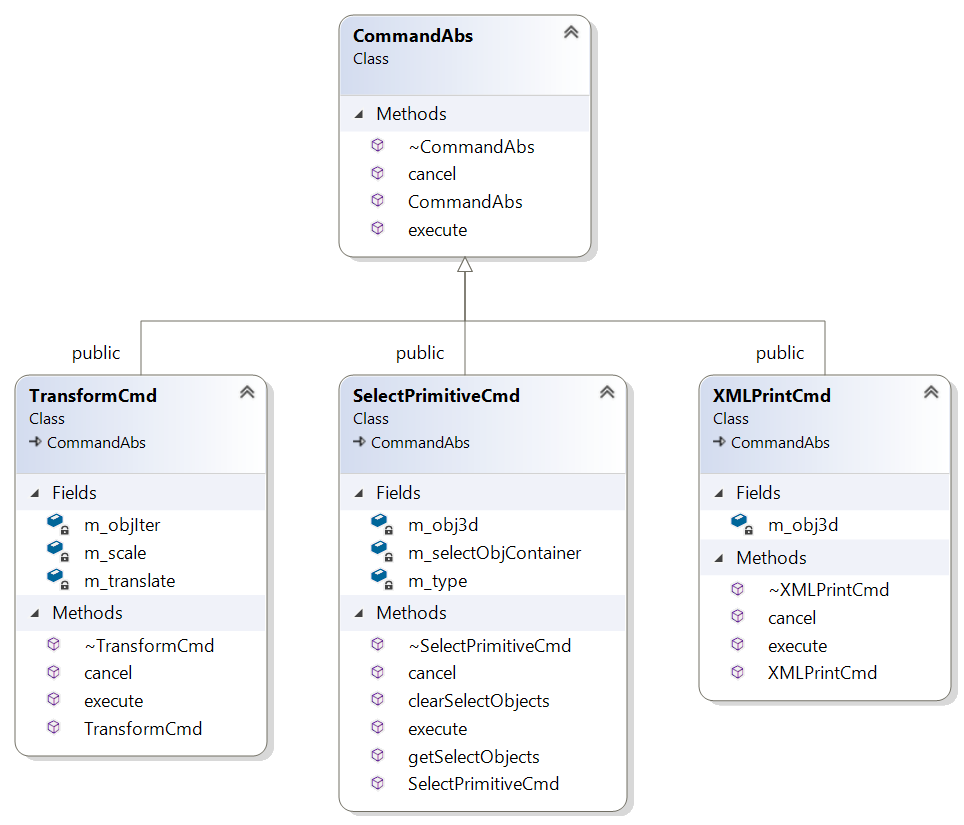 CommandAbs
Class
Methods
~CommandAbs
cancel
CommandAbs
execute
public
public
public
TransformCmd
Class
CommandAbs
Fields
m_objIter
m_scale
m_translate
Methods
~TransformCmd
cancel
execute
TransformCmd
SelectPrimitiveCmd
Class
CommandAbs
Fields
m_obj3d
m_selectObjContainer
m_type
Methods
~SelectPrimitiveCmd
cancel
clearSelectObjects
execute
getSelectObjects
SelectPrimitiveCmd
XMLPrintCmd
Class
CommandAbs
Fields
m_obj3d
Methods
~XMLPrintCmd
cancel
execute
XMLPrintCmd